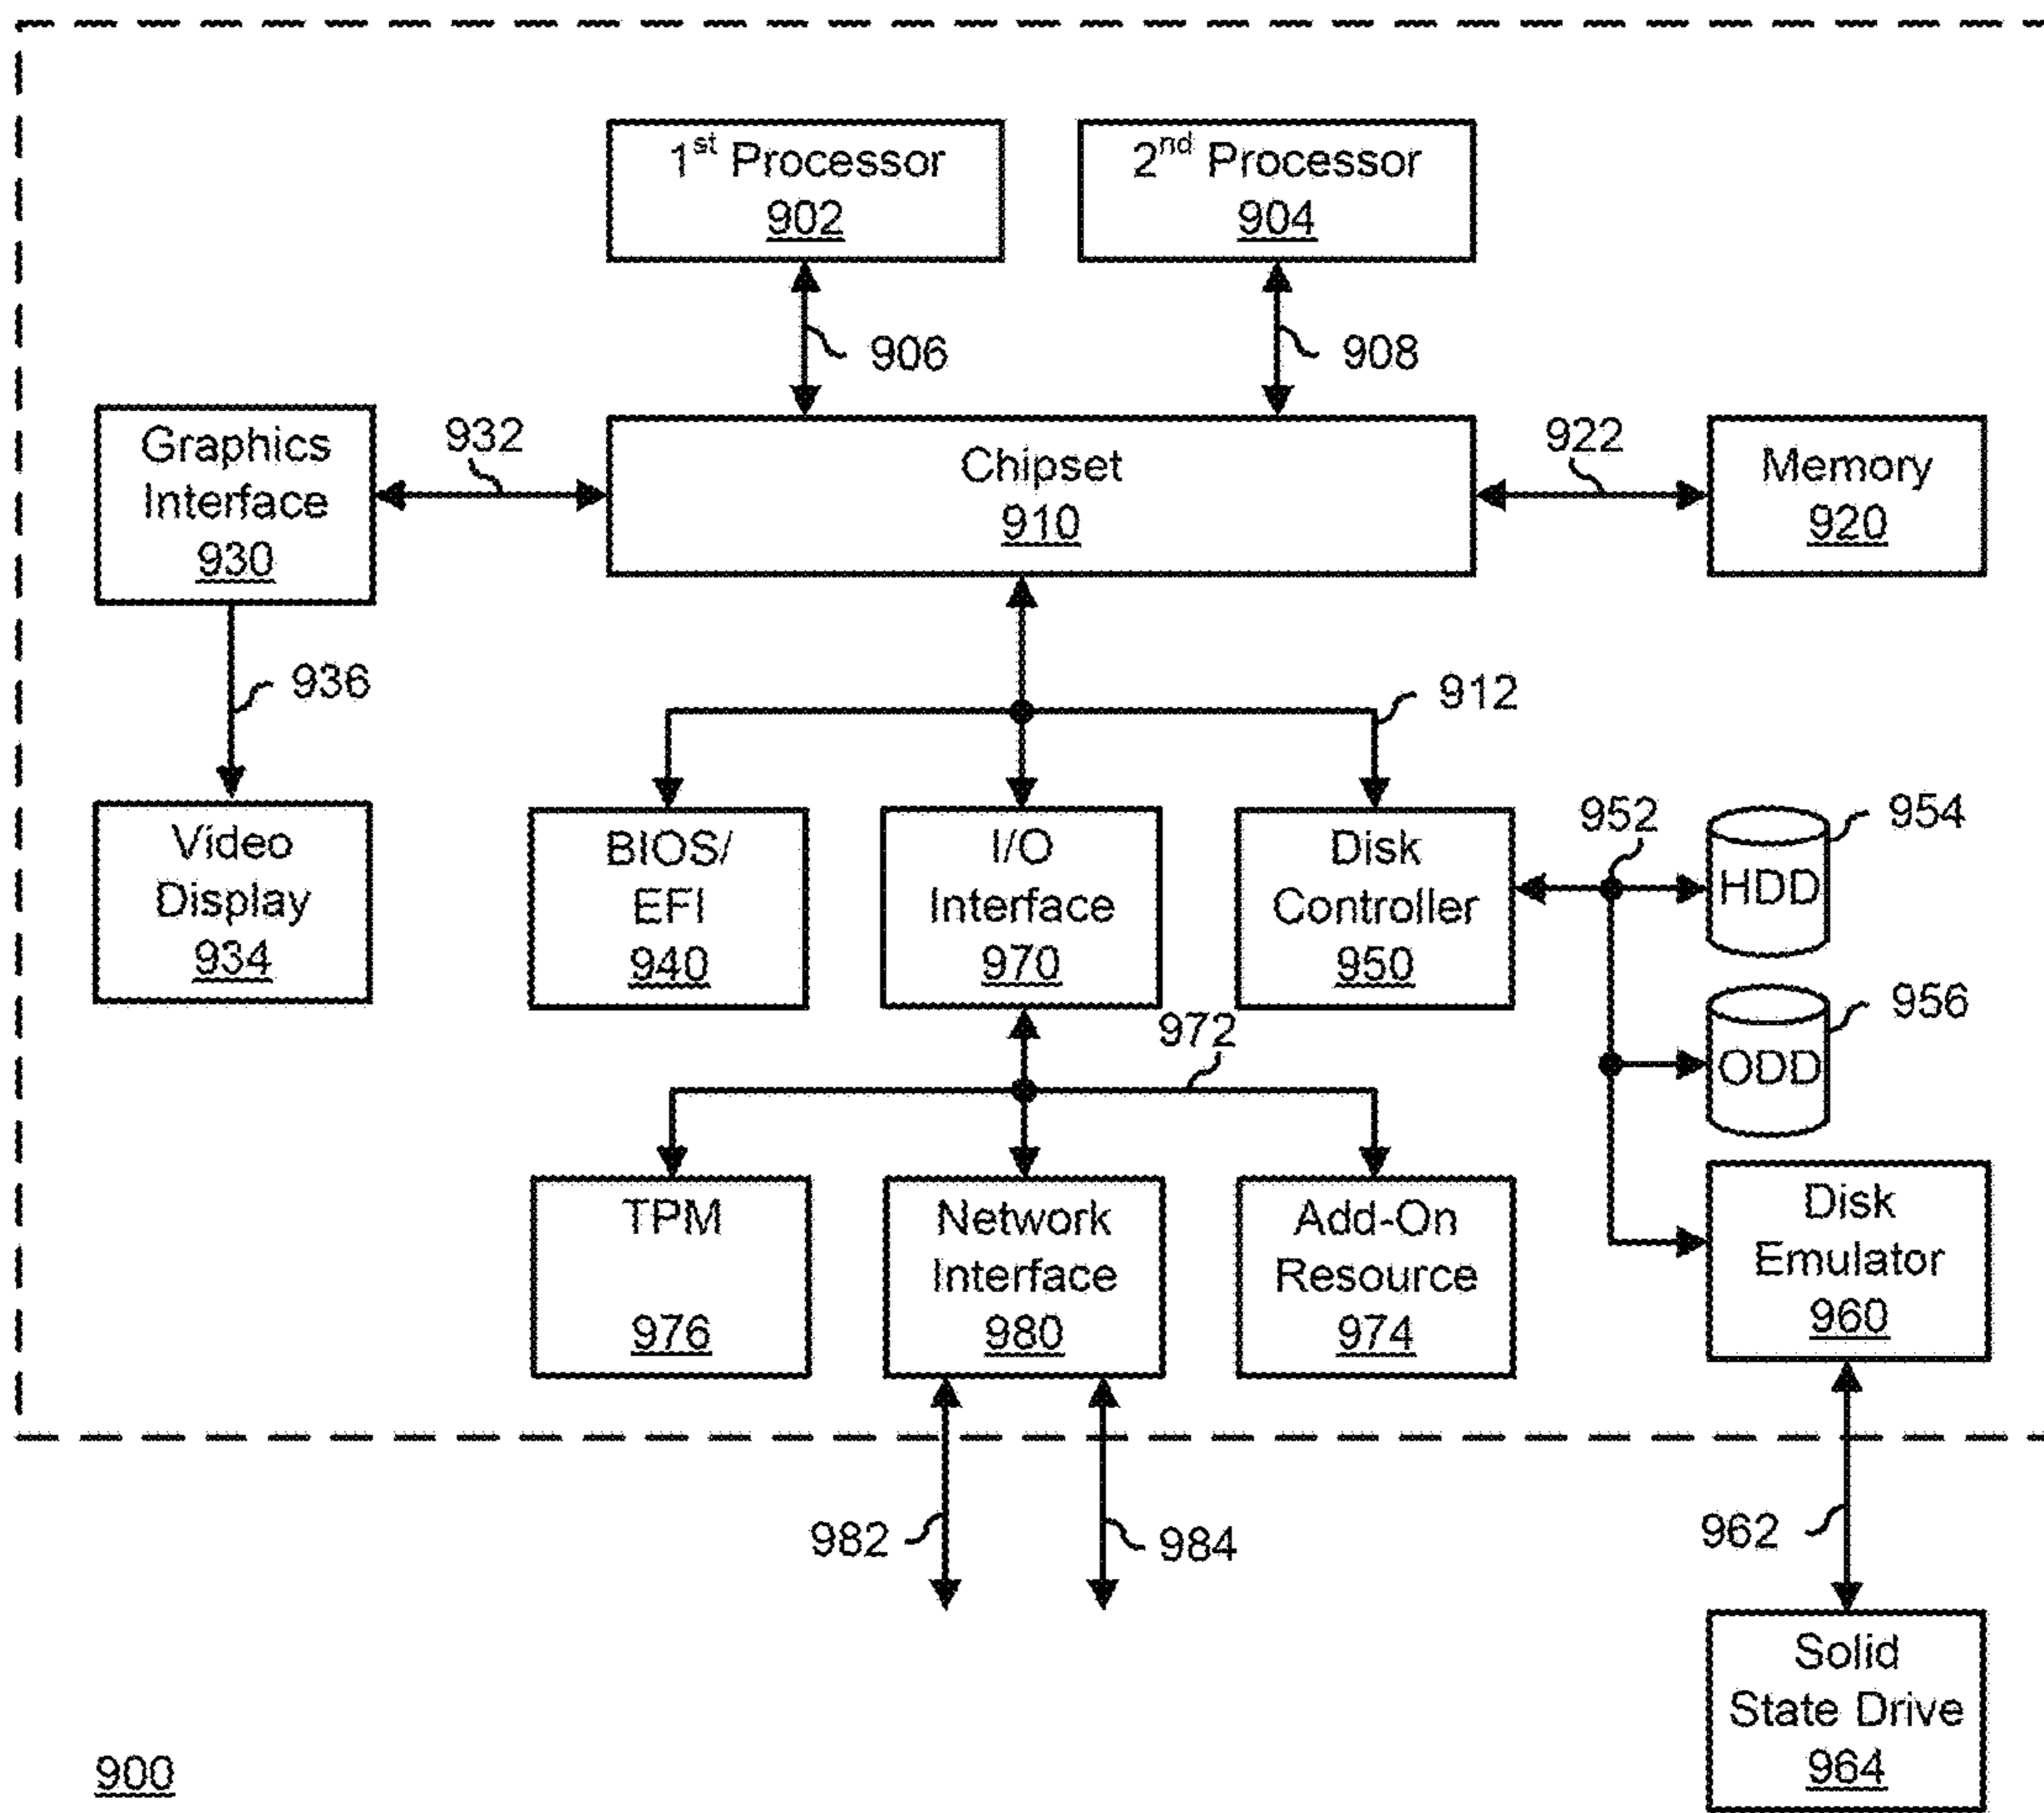 1st Processor
902
2nd Processor
904
906
908
Graphics
Interface
930
932
Chipset
910
922
Memory
920
936
912
Video
Display
934
BIOS/
EFI
940
I/O
Interface
970
Disk
Controller
950
952
HDD
954
ODD
956
972
TPM
976
Network
Interface
980
Add-On
Resource
974
Disk
Emulator
960
982
984
962
Solid
State Drive
964
900